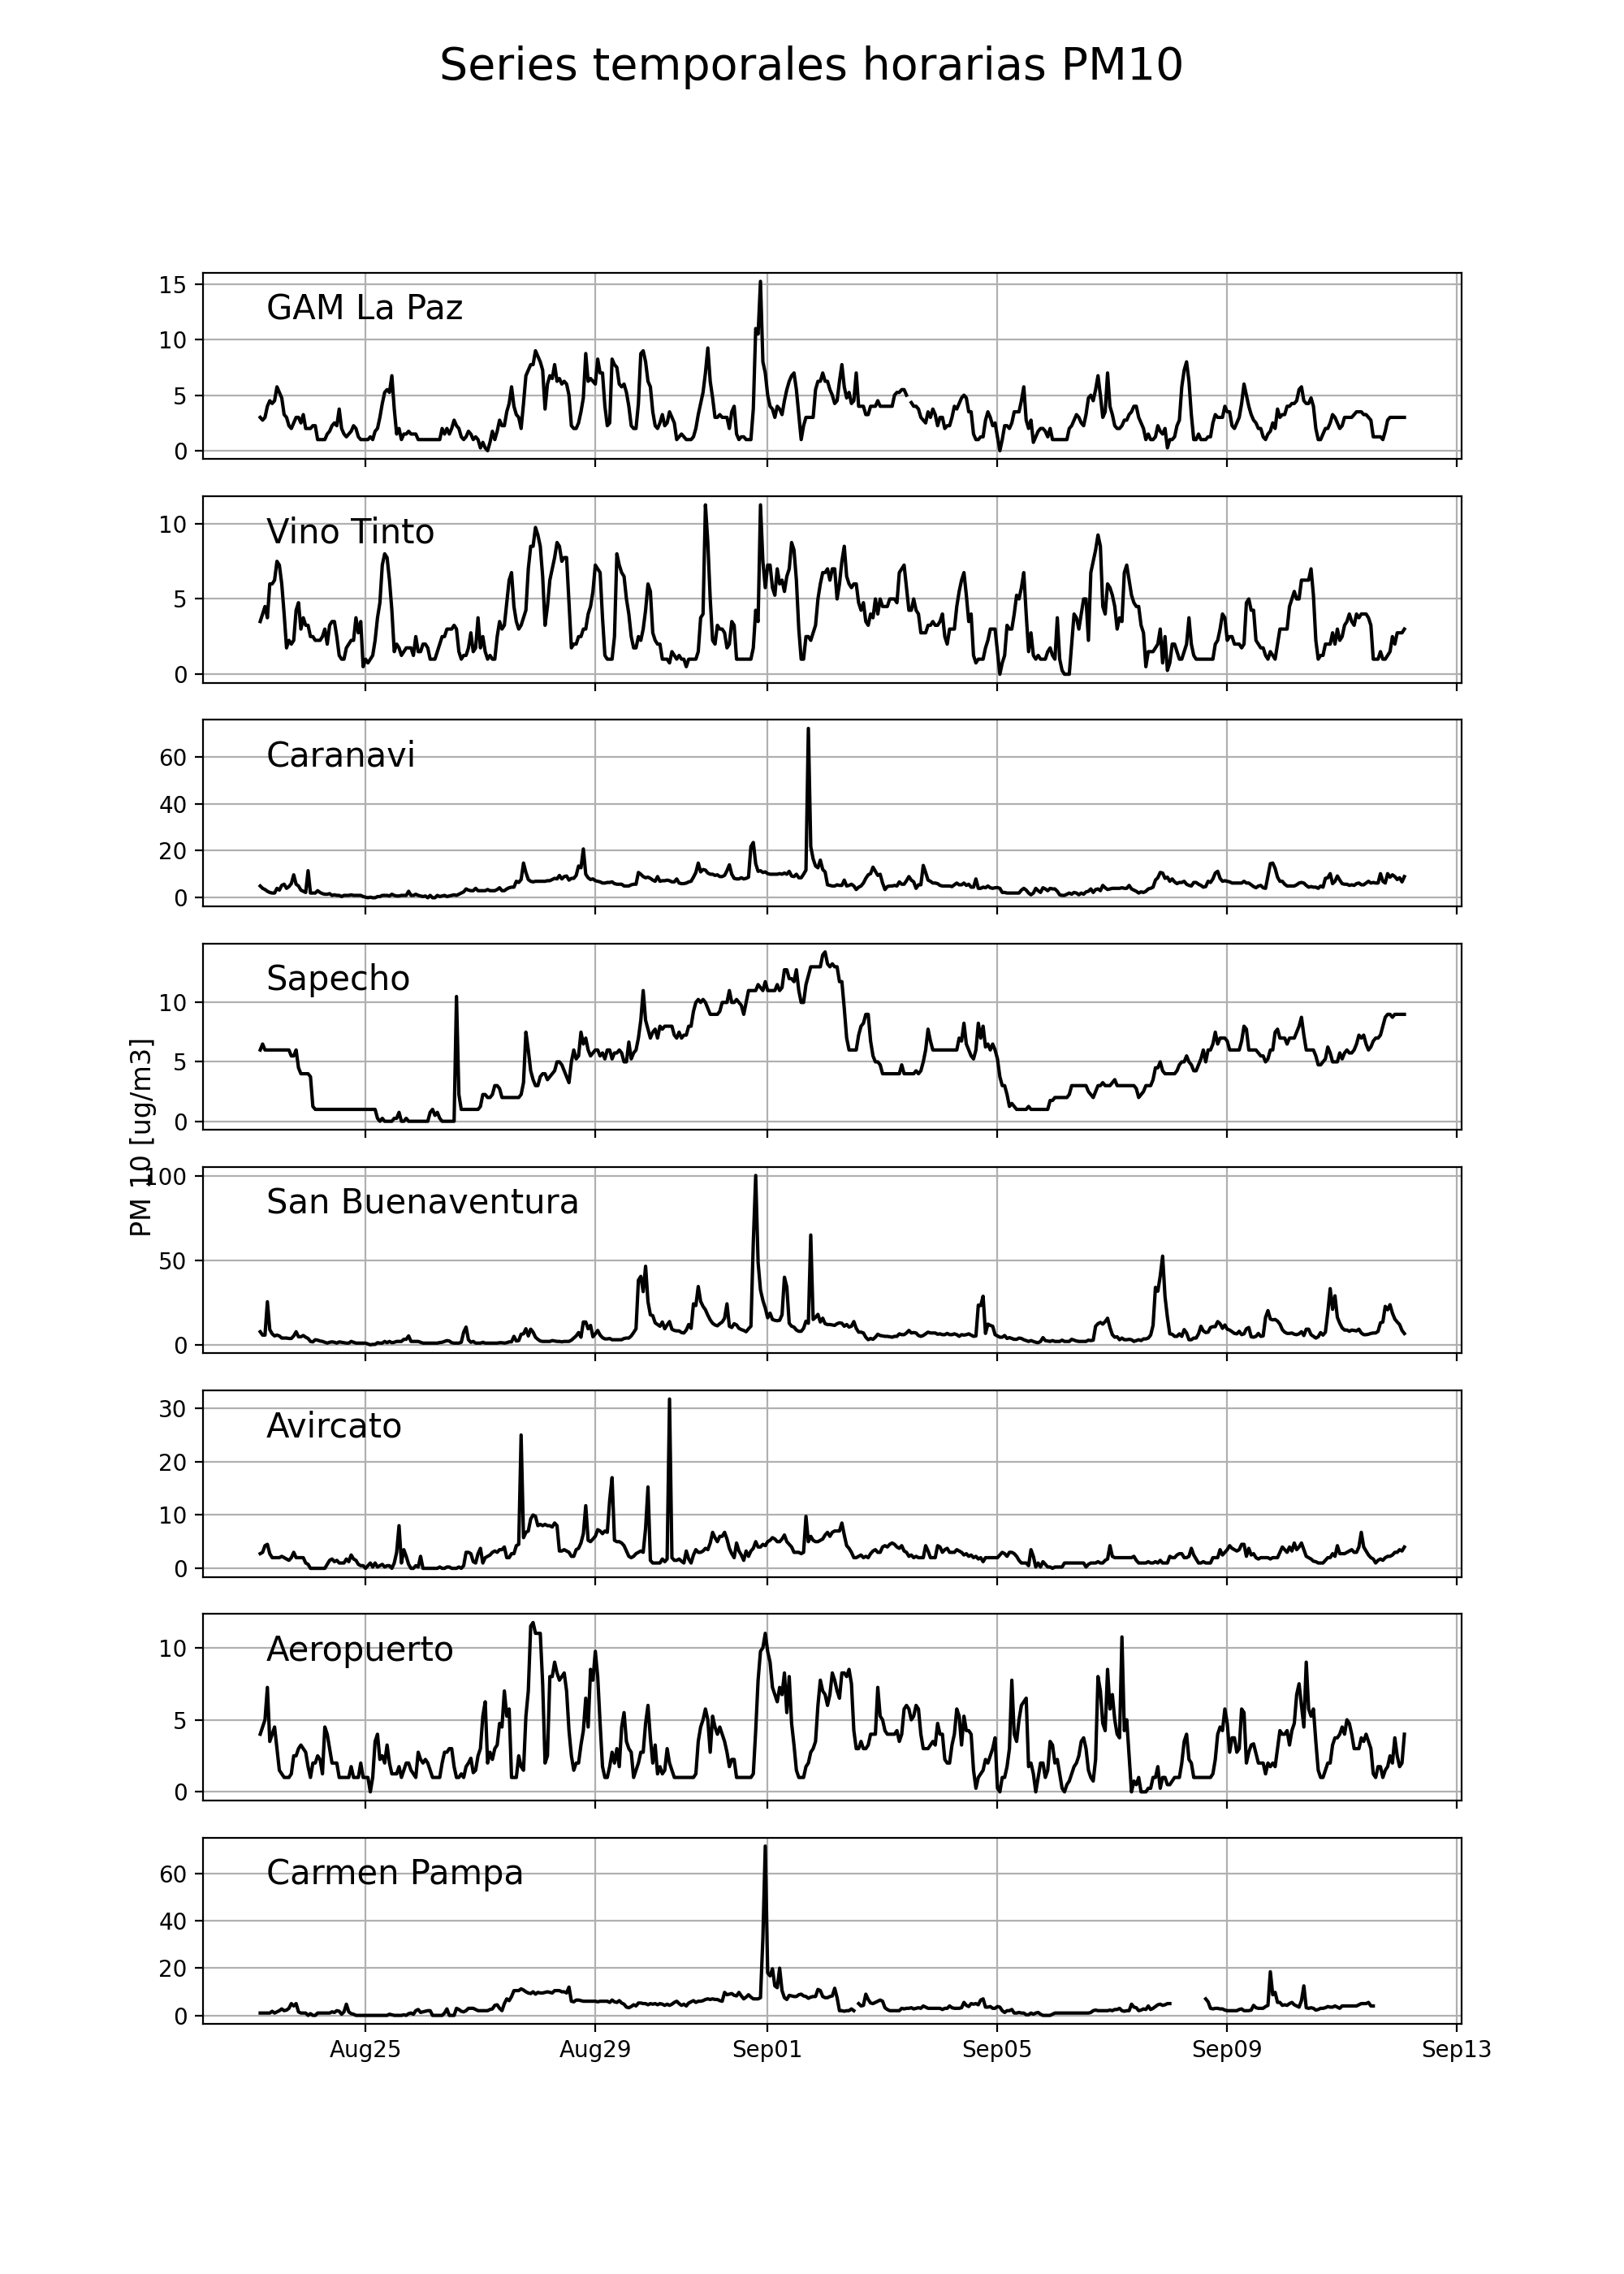 Series temporales horarias PM10
PM 10 [ug/m3]
GAM La Paz
15
10
5
0
Vino Tinto
10
5
0
Caranavi
60
40
20
0
Sapecho
10
5
0
San Buenaventura
100
50
0
Avircato
30
20
10
0
Aeropuerto
10
5
0
Carmen Pampa
60
40
20
0
Aug25 Aug29 Sep01 Sep05 Sep09 Sep13